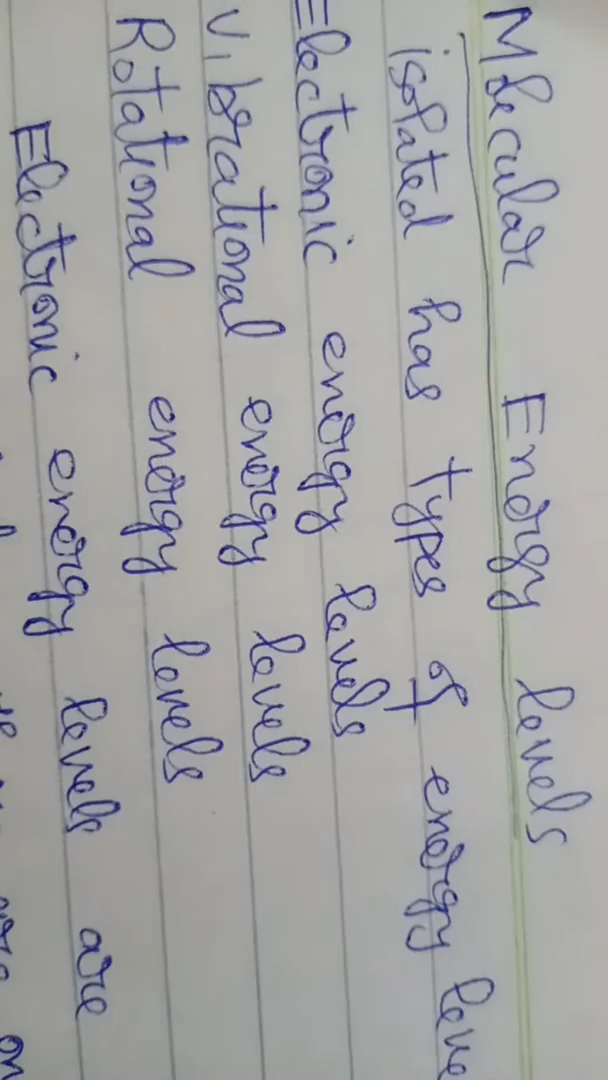 Molecular Energy levels
isolated has types of energy leve
Electronic energy levels
Vibrational energy levels
Rotational energy levels
Electronic energy levels are